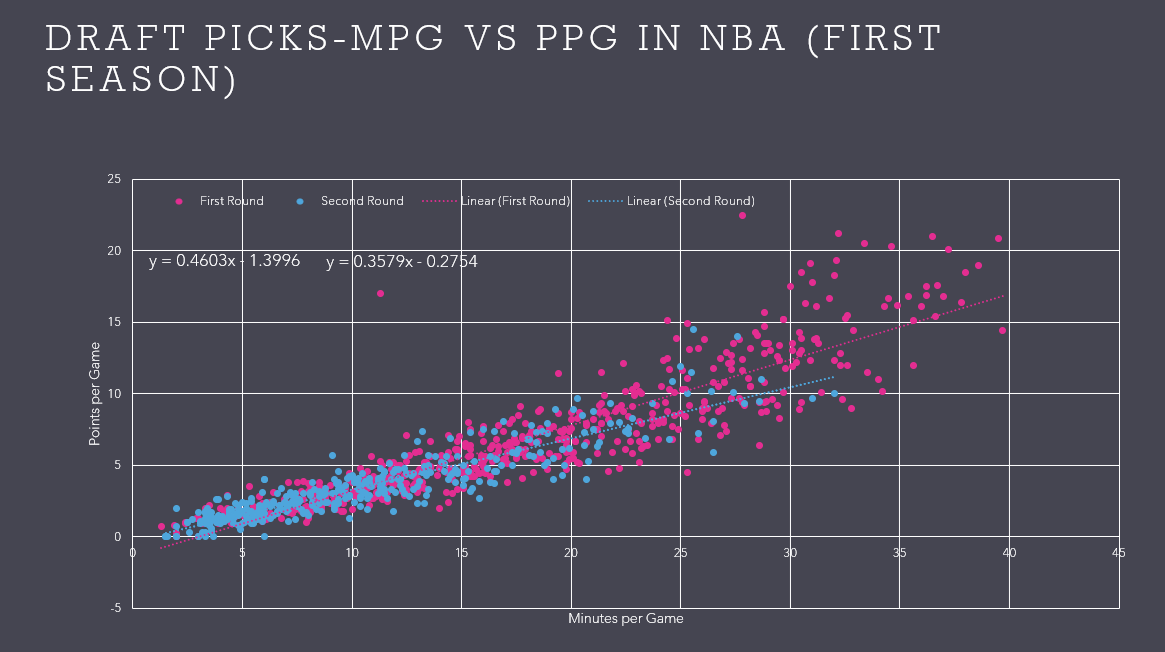 DRAFT PICKS-MPG VS PPG IN NBA (FIRST
SEASON)
25
First Round Second Round Linear (First Round) Linear (Second Round)
20
y = 0.4603x - 1.3996 y = 0.3579x - 0.2754
15
10
5
0
-5
Points per Game
0 5 10 15 20 25 30 35 40 45
Minutes per Game